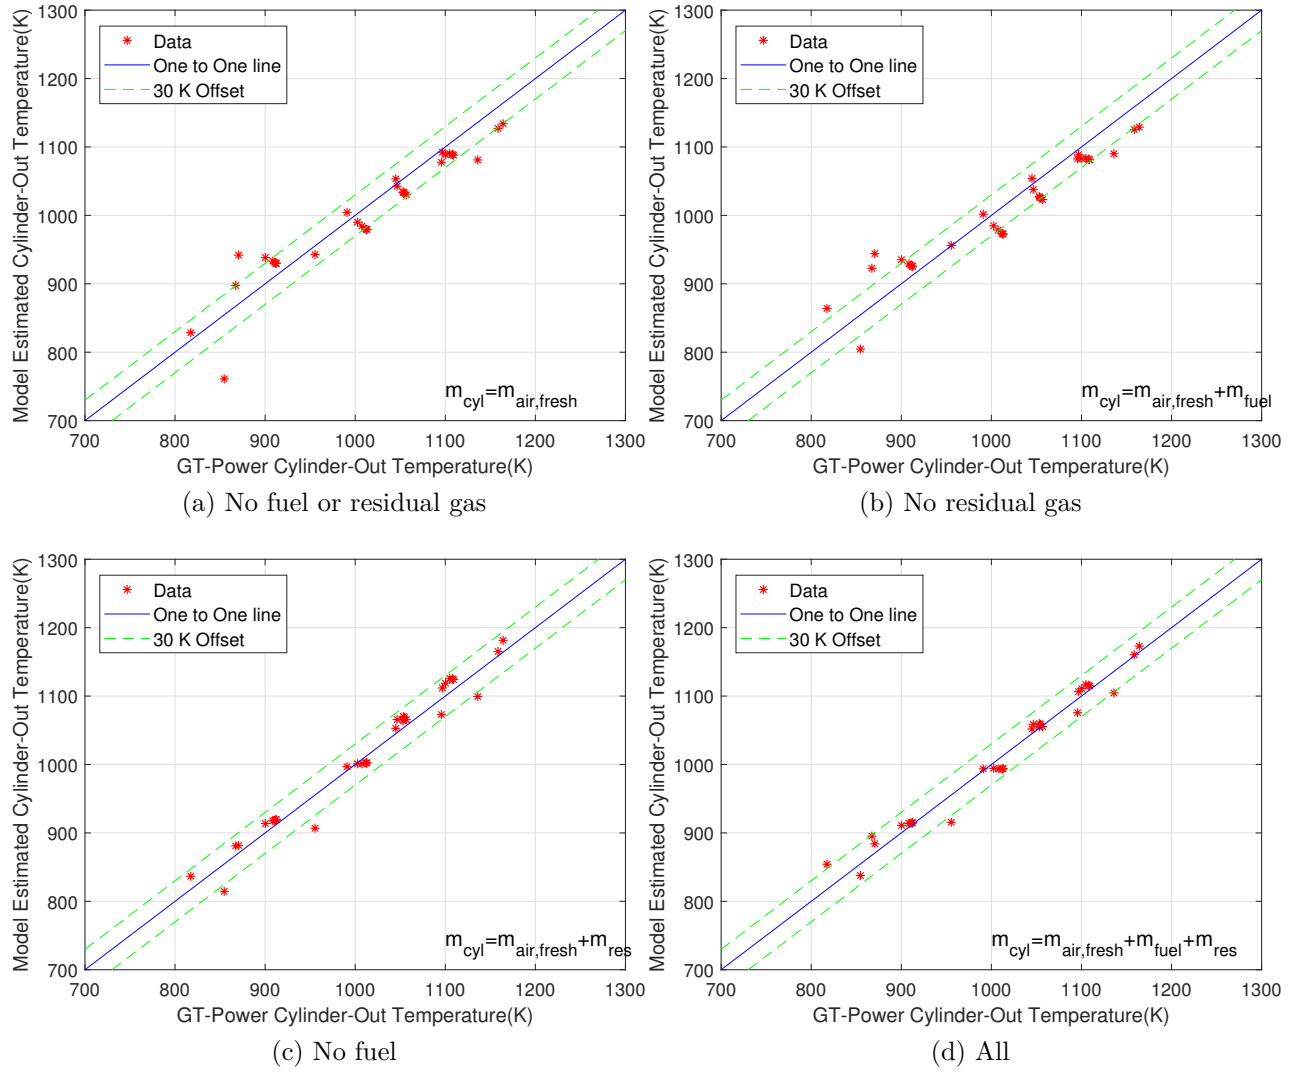 1300
1200
1100
1000
900
800
700
Model Estimated Cylinder-Out Temperature(K)
Data
One to One line
30 K Offset
m_cyl=m_air,fresh
700 800 900 1000 1100 1200 1300
GT-Power Cylinder-Out Temperature(K)
(a) No fuel or residual gas
1300
1200
1100
1000
900
800
700
Model Estimated Cylinder-Out Temperature(K)
Data
One to One line
30 K Offset
m_cyl=m_air,fresh+m_fuel
700 800 900 1000 1100 1200 1300
GT-Power Cylinder-Out Temperature(K)
(b) No residual gas
1300
1200
1100
1000
900
800
700
Model Estimated Cylinder-Out Temperature(K)
Data
One to One line
30 K Offset
m_cyl=m_air,fresh+m_res
700 800 900 1000 1100 1200 1300
GT-Power Cylinder-Out Temperature(K)
(c) No fuel
1300
1200
1100
1000
900
800
700
Model Estimated Cylinder-Out Temperature(K)
Data
One to One line
30 K Offset
m_cyl=m_air,fresh+m_fuel+m_res
700 800 900 1000 1100 1200 1300
GT-Power Cylinder-Out Temperature(K)
(d) All